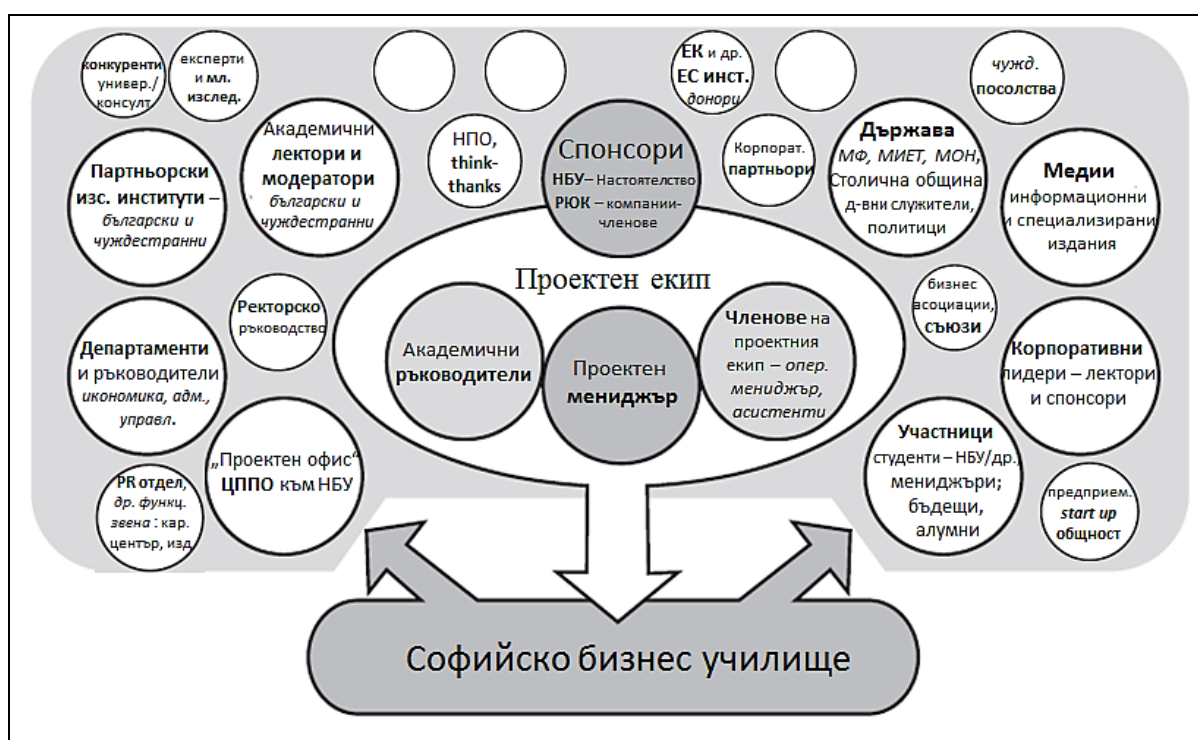 конкуренти
универ./
консулт.
експерти
и мл.
изслед.
ЕК и др.
ЕС инст.
донори
чужд.
посолства
Партньорски
изс. институти –
български и
чуждестранни
Академични
лектори и
модератори
български и
чуждестранни
НПО,
think-
thanks
Спонсори
НБУ– Настоятелство
РЮК – компании-
членове
Корпорат.
партньори
Държава
МФ, МИЕТ, МОН,
Столична община
д-вни служители,
политици
Медии
информационни
и специализирани
издания
Ректорско
ръководство
Проектен екип
бизнес
асоциации,
съюзи
Департаменти
и ръководители
икономика, адм.,
управл.
Академични
ръководители
Проектен
мениджър
Членове на
проектния
екип – опер.
мениджър,
асистенти
Корпоративни
лидери – лектори
и спонсори
PR отдел,
др. функц.
звена : кар.
център, изд.
„Проектен офис“
ЦППО към НБУ
Участници
студенти – НБУ/др.,
мениджъри;
бъдещи,
алумни
предприем.
start up
общност
Софийско бизнес училище